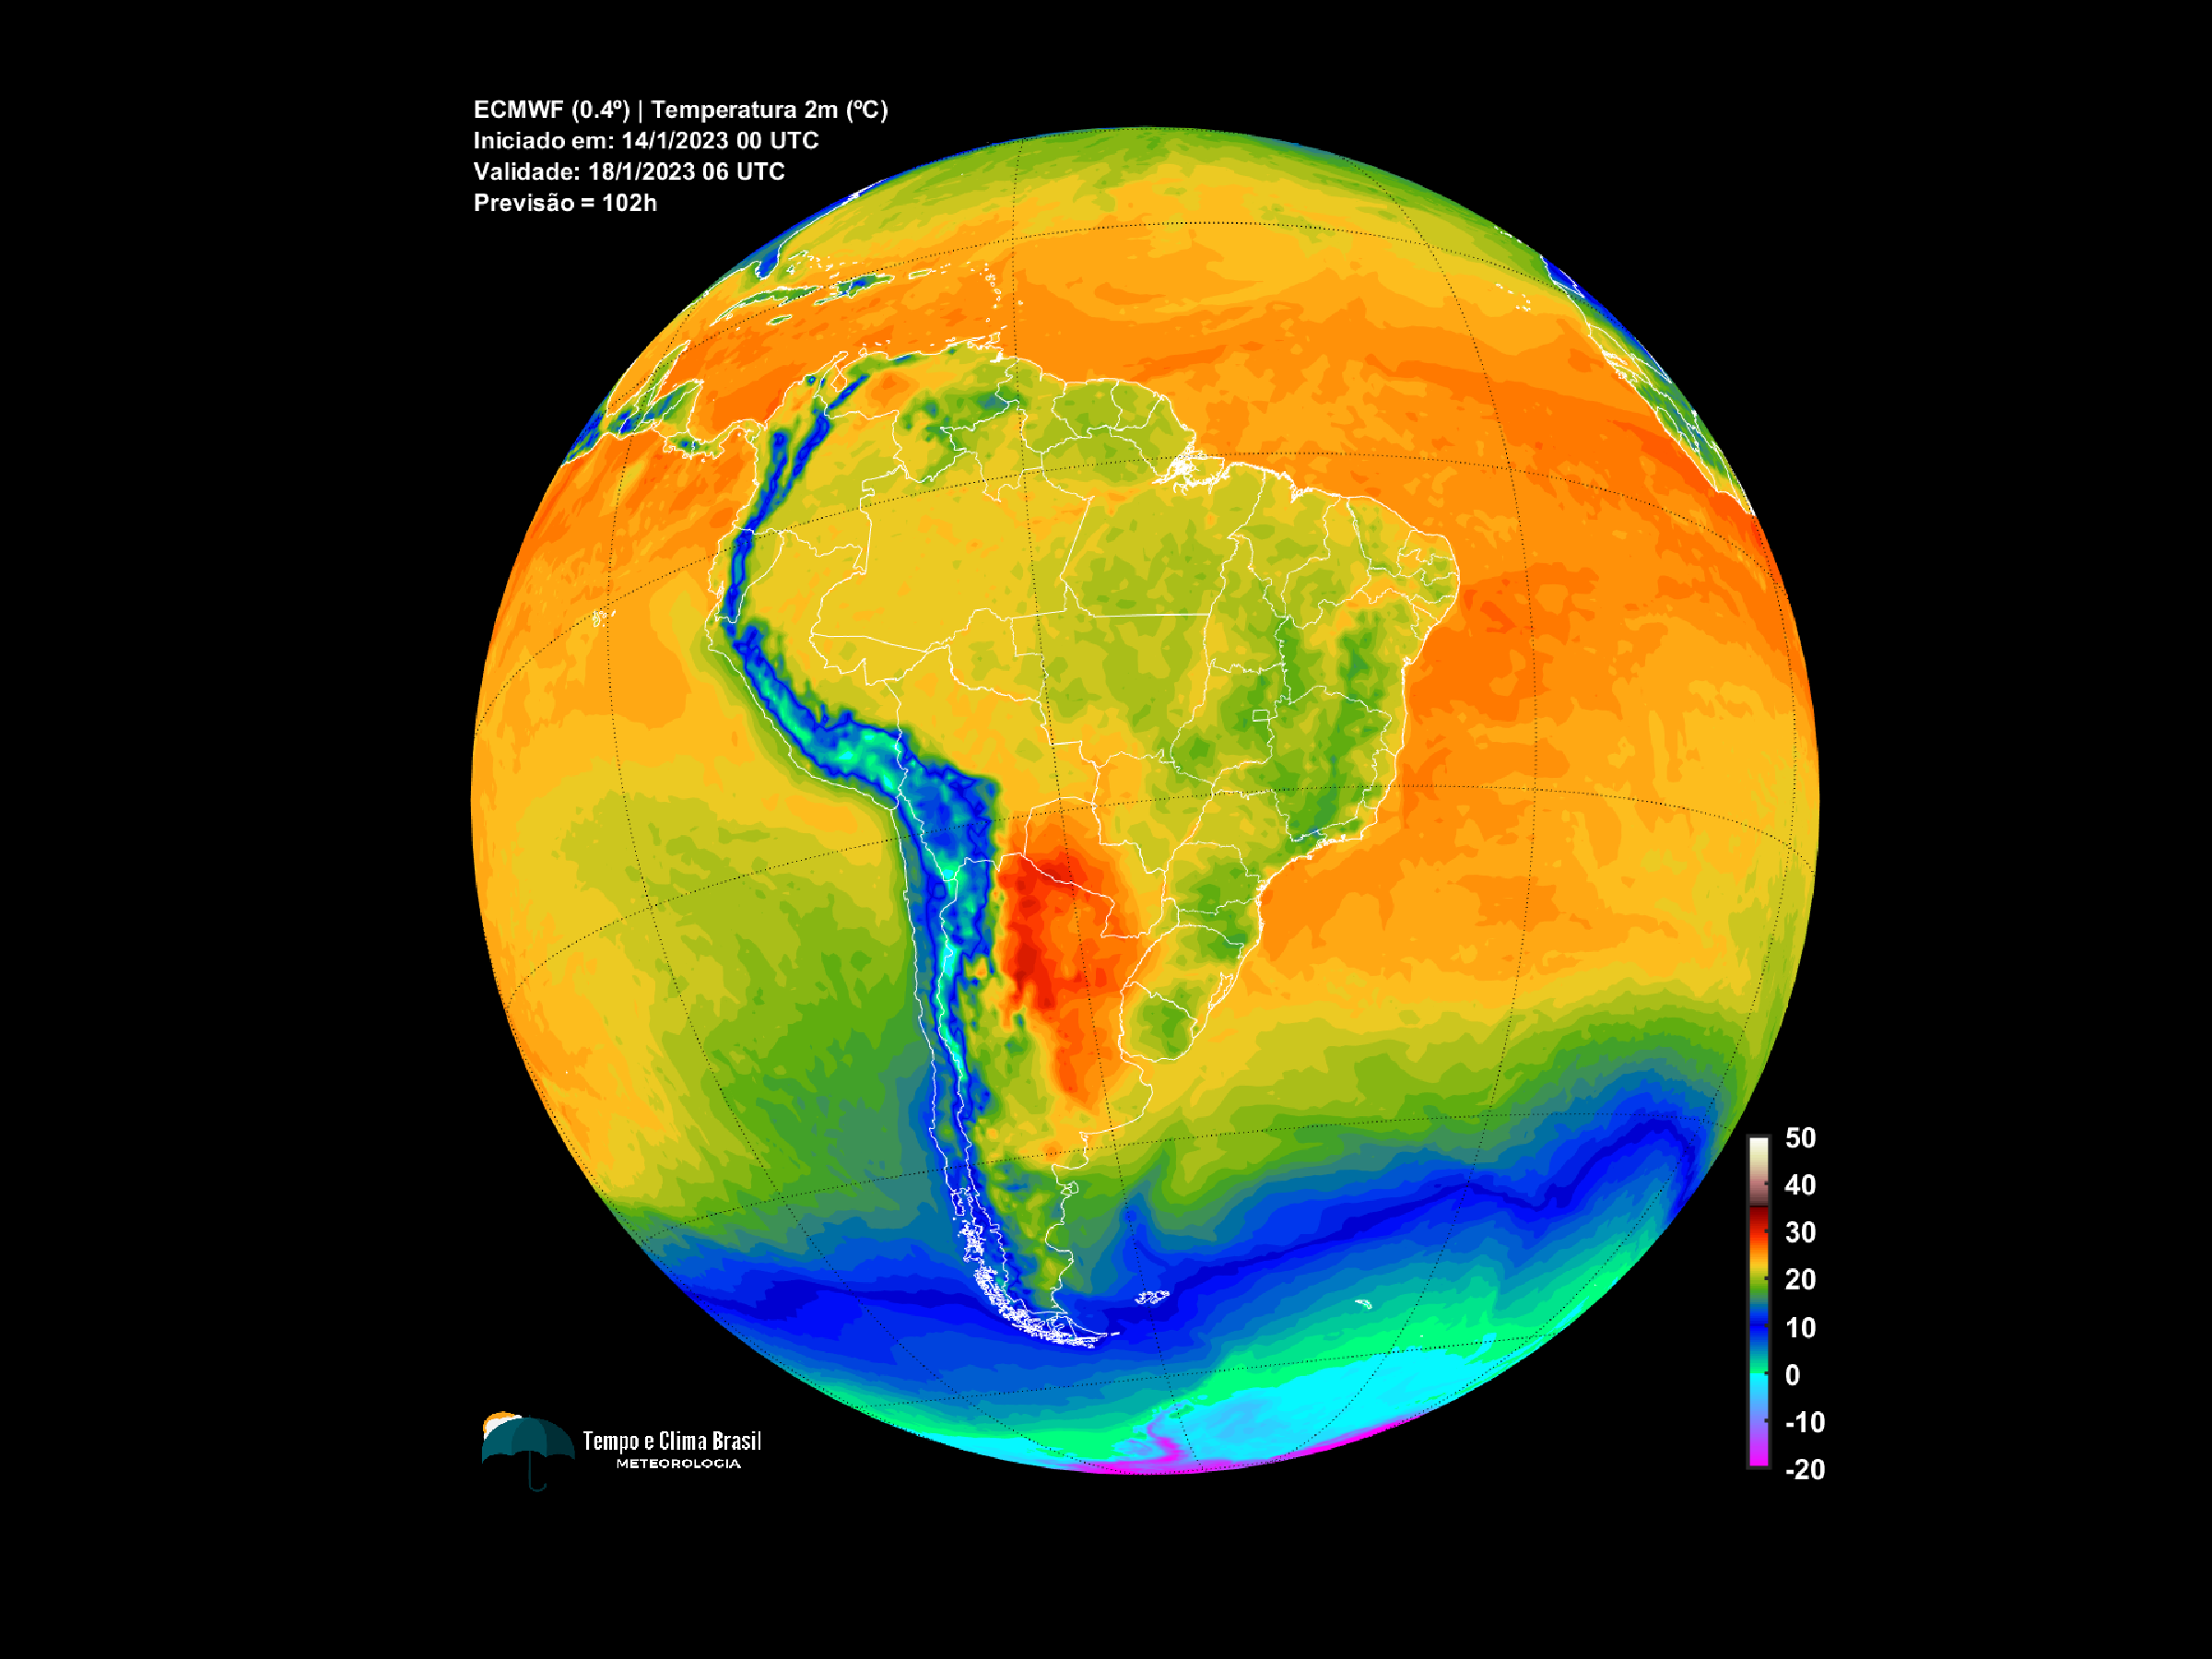 ECMWF (0.4º) | Temperatura 2m (ºC)
Iniciado em: 14/1/2023 00 UTC
Validade: 18/1/2023 06 UTC
Previsão = 102h
50
40
30
20
10
0
-10
-20
Tempo e Clima Brasil
METEOROLOGIA